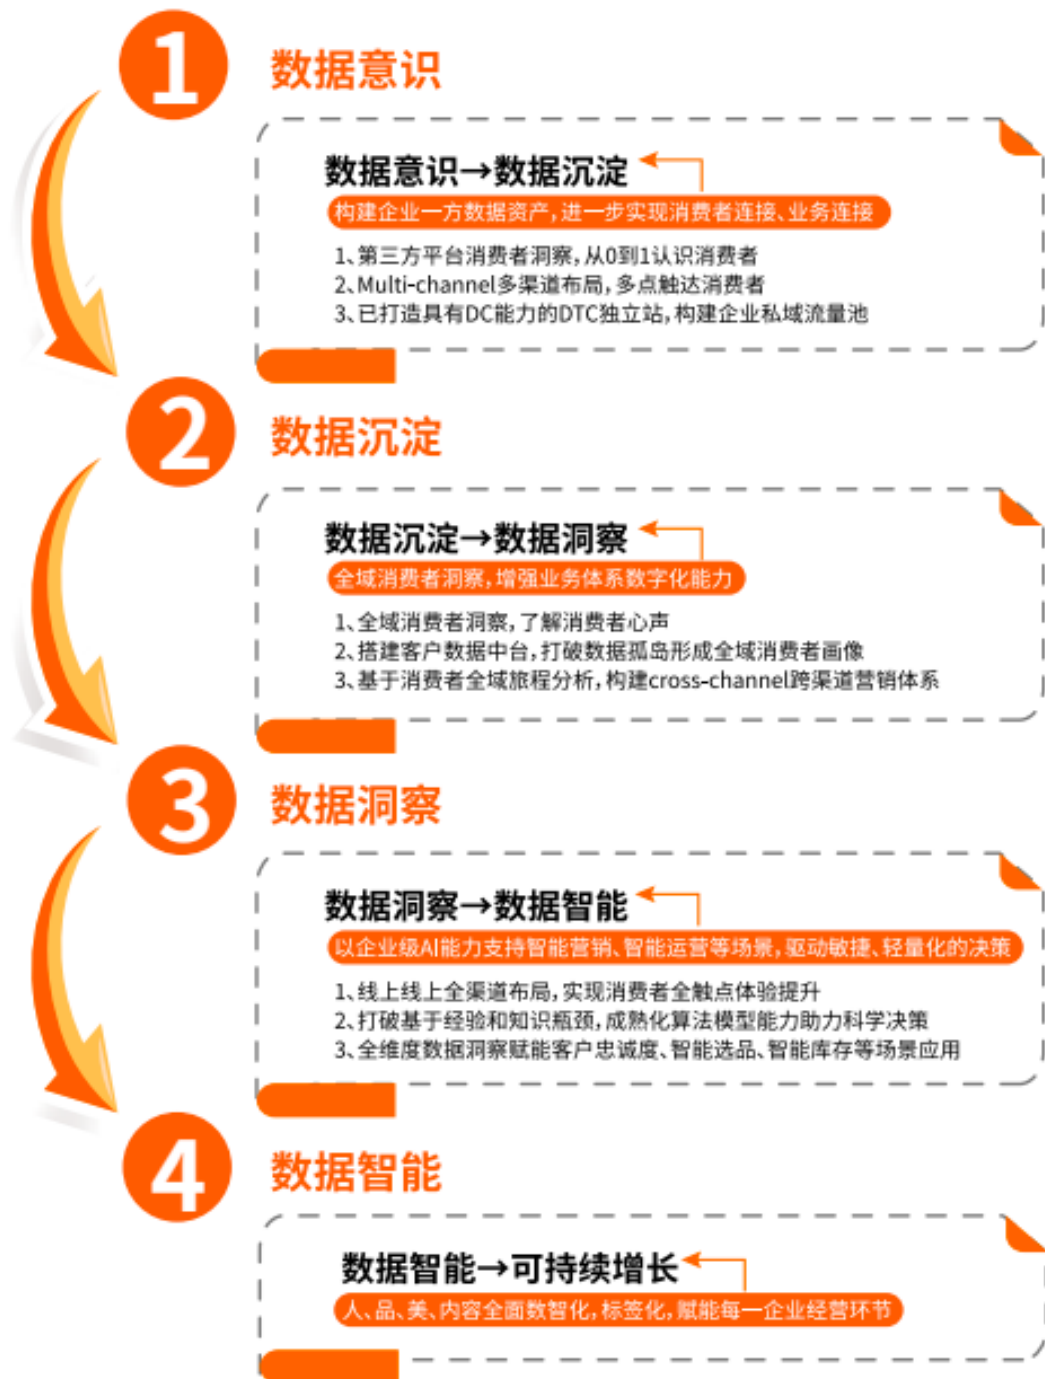 1
数据意识
数据意识→数据沉淀
构建企业一方数据资产,进一步实现消费者连接、业务连接
1、第三方平台消费者洞察,从0到1认识消费者
2、Multi-channel多渠道布局,多点触达消费者
3、已打造具有DC能力的DTC独立站,构建企业私域流量池
2
数据沉淀
数据沉淀→数据洞察
全域消费者洞察,增强业务体系数字化能力
1、全域消费者洞察,了解消费者心声
2、搭建客户数据中台,打破数据孤岛形成全域消费者画像
3、基于消费者全域旅程分析,构建cross-channel跨渠道营销体系
3
数据洞察
数据洞察→数据智能
以企业级AI能力支持智能营销、智能运营等场景,驱动敏捷、轻量化的决策
1、线上线上全渠道布局,实现消费者全触点体验提升
2、打破基于经验和知识瓶颈,成熟化算法模型能力助力科学决策
3、全维度数据洞察赋能客户忠诚度、智能选品、智能库存等场景应用
4
数据智能
数据智能→可持续增长
人、品、美、内容全面数智化,标签化,赋能每一企业经营环节